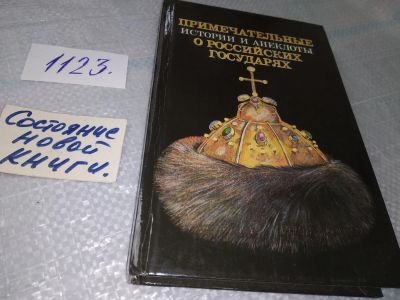 1123.
Состояние
новой
книги.
ПРИМЕЧАТЕЛЬНЫЕ
ИСТОРИИ И АНЕКДОТЫ
О РОССИЙСКИХ
ГОСУДАРЯХ